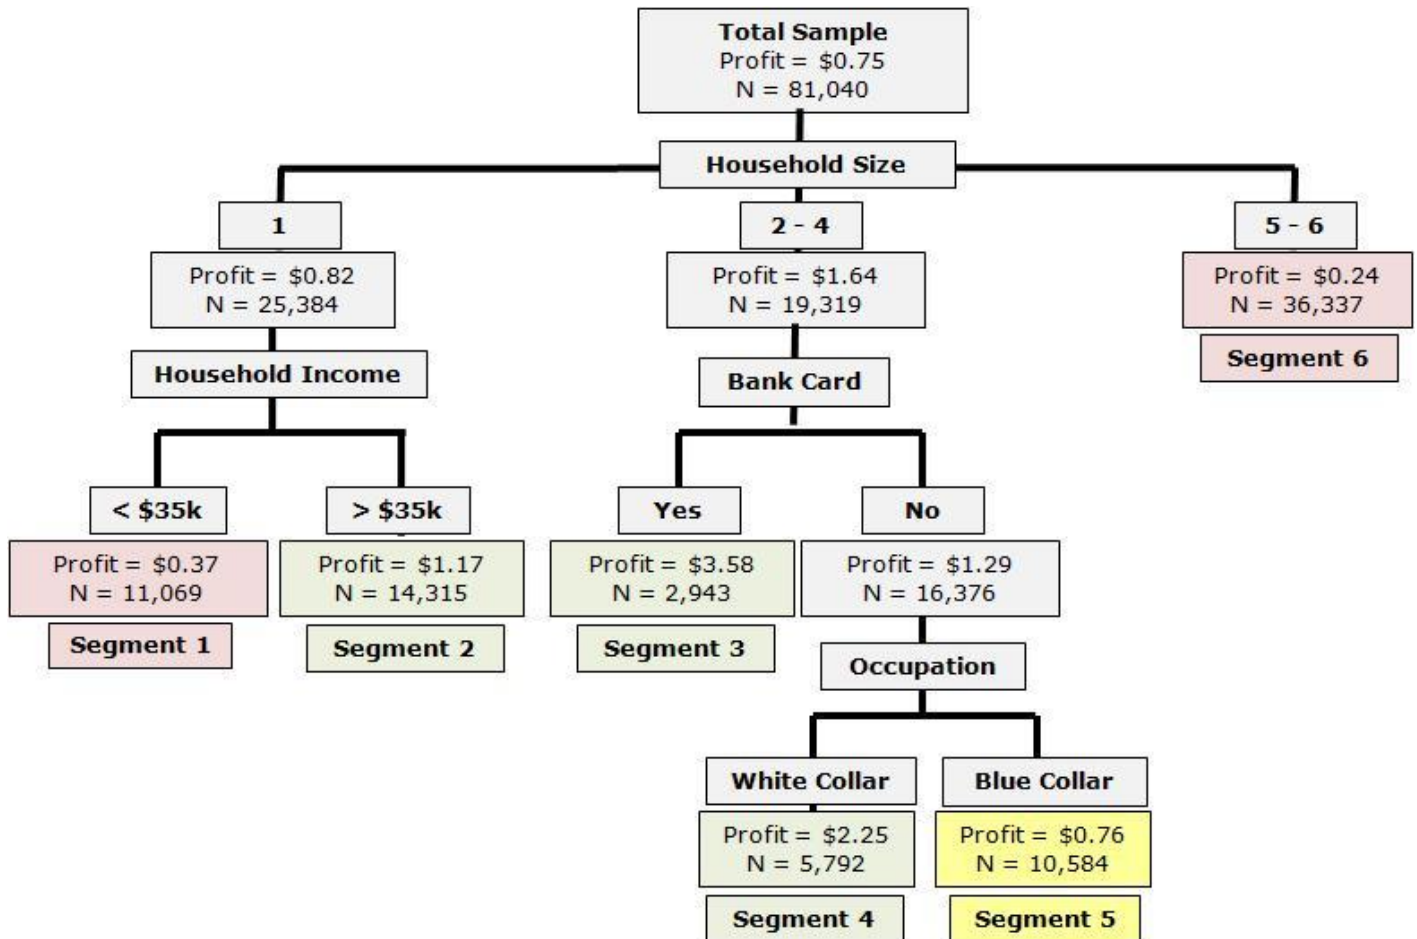 Total Sample
Profit = $0.75
N = 81,040
Household Size
1
2 - 4
5 - 6
Profit = $0.82
N = 25,384
Profit = $1.64
N = 19,319
Profit = $0.24
N = 36,337
Segment 6
Household Income
Bank Card
< $35k
> $35k
Yes
No
Profit = $0.37
N = 11,069
Profit = $1.17
N = 14,315
Profit = $3.58
N = 2,943
Profit = $1.29
N = 16,376
Segment 1
Segment 2
Segment 3
Occupation
White Collar
Blue Collar
Profit = $2.25
N = 5,792
Profit = $0.76
N = 10,584
Segment 4
Segment 5